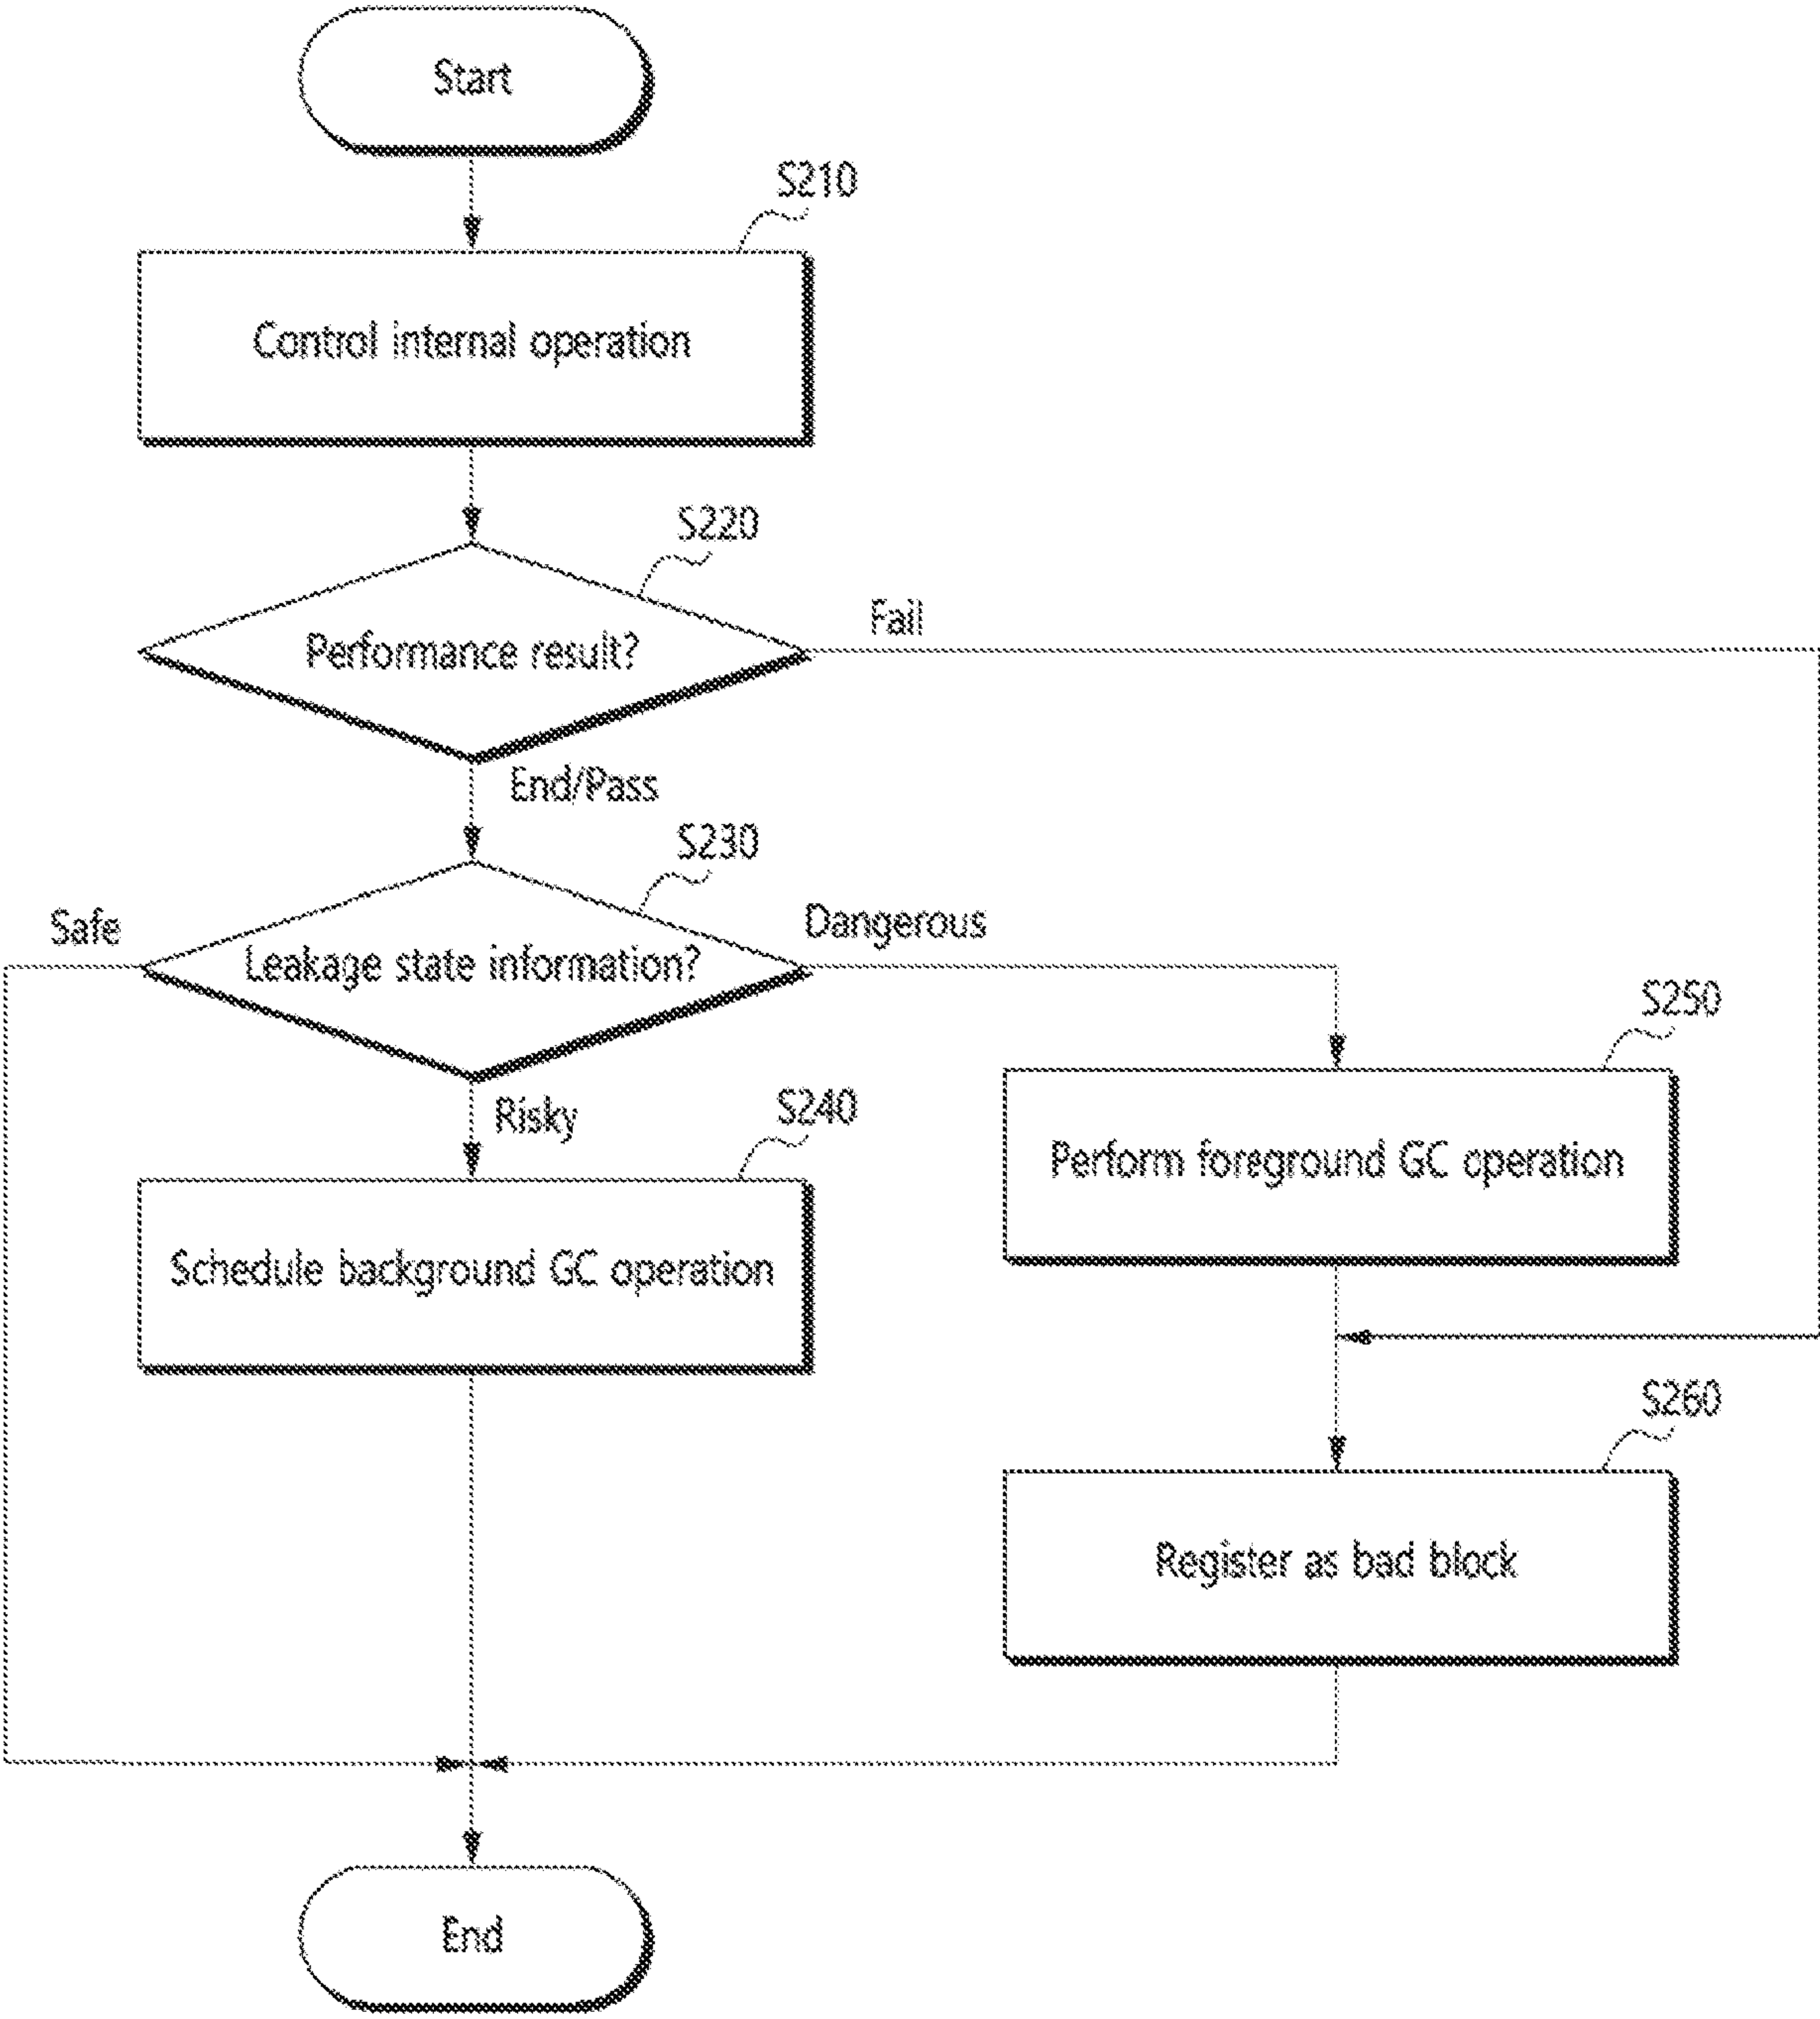 Start
S210
Control internal operation
S220
Performance result?
Fail
End/Pass
S230
Safe
Leakage state information?
Dangerous
Risky
S240
Schedule background GC operation
S250
Perform foreground GC operation
S260
Register as bad block
End